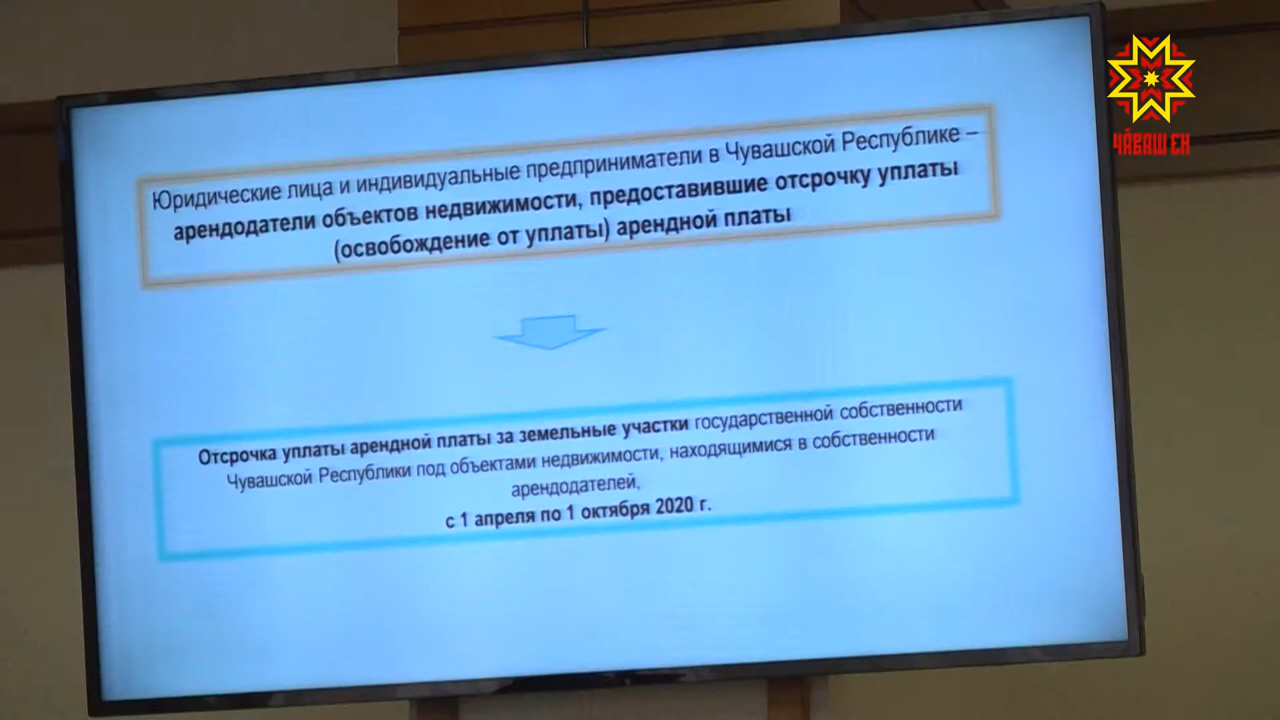 Юридические лица и индивидуальные предприниматели в Чувашской Республике –
арендодатели объектов недвижимости, предоставившие отсрочку уплаты
(освобождение от уплаты) арендной платы
Отсрочка уплаты арендной платы за земельные участки государственной собственности
Чувашской Республики под объектами недвижимости, находящимися в собственности
арендодателей,
с 1 апреля по 1 октября 2020 г.
ЧĂВАШ ЕН